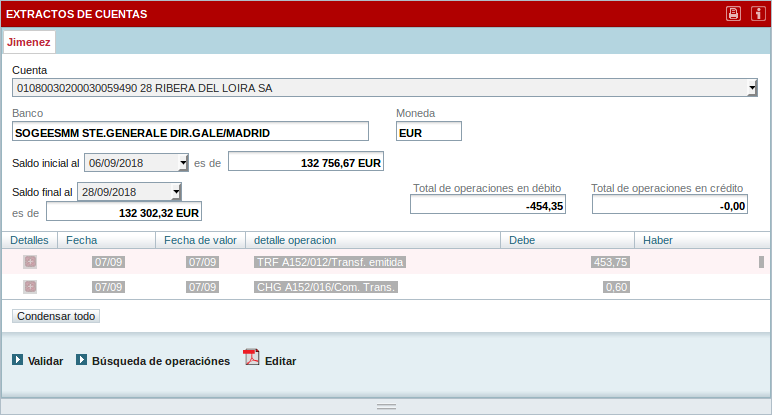 EXTRACTOS DE CUENTAS
Jimenez
Cuenta
01080030200030059490 28 RIBERA DEL LOIRA SA
Banco Moneda
SOGEESMM STE.GENERALE DIR.GALE/MADRID EUR
Saldo inicial al 06/09/2018 es de 132 756,67 EUR
Saldo final al 28/09/2018 Total de operaciones en débito Total de operaciones en crédito
es de 132 302,32 EUR -454,35 -0,00
Detalles Fecha Fecha de valor detalle operacion Debe Haber
07/09 07/09 TRF A152/012/Transf. emitida 453,75
07/09 07/09 CHG A152/016/Com. Trans. 0,60
Condensar todo
Validar Búsqueda de operaciónes Editar